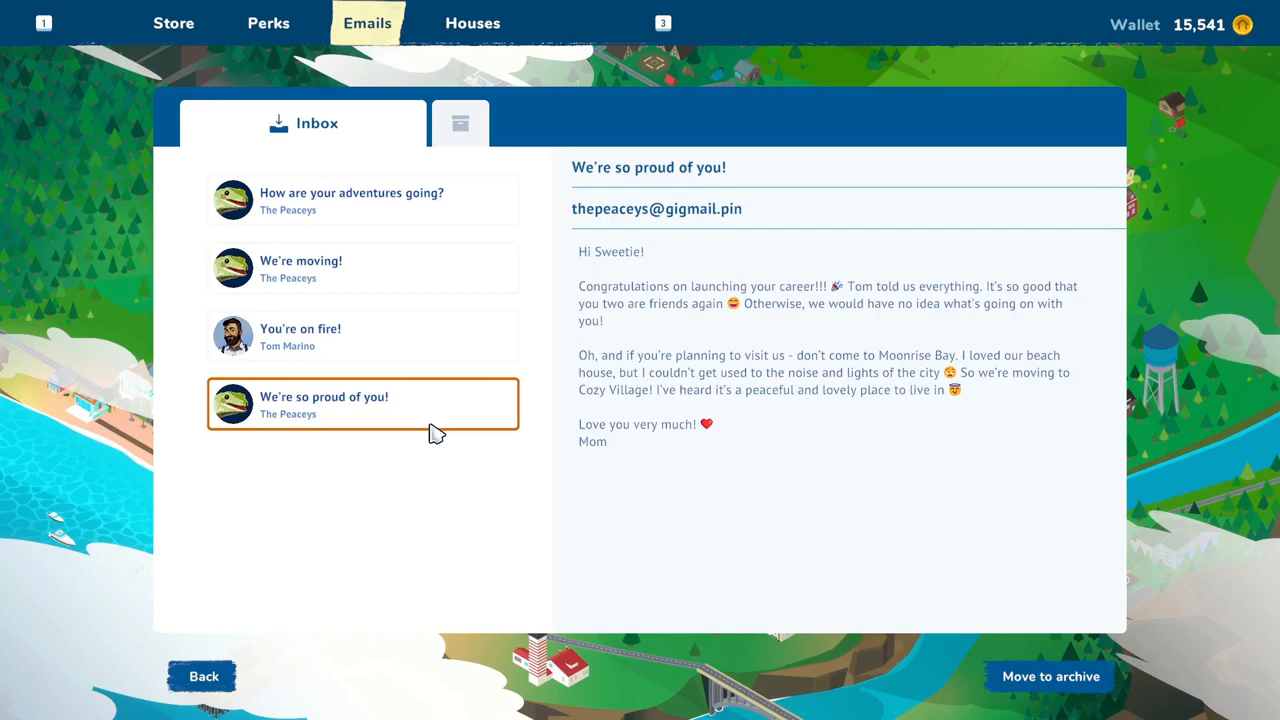 1
Store
Perks
Emails
Houses
3
Wallet 15,541
Inbox
How are your adventures going?
The Peaceys
We're moving!
The Peaceys
You're on fire!
Tom Marino
We're so proud of you!
The Peaceys
We're so proud of you!
thepeaceys@gigmail.pin
Hi Sweetie!
Congratulations on launching your career!!! 🎉 Tom told us everything. It's so good that
you two are friends again 😄 Otherwise, we would have no idea what's going on with
you!
Oh, and if you're planning to visit us - don't come to Moonrise Bay. I loved our beach
house, but I couldn't get used to the noise and lights of the city 😤 So we're moving to
Cozy Village! I've heard it's a peaceful and lovely place to live in 😇
Love you very much! ❤️
Mom
Back
Move to archive